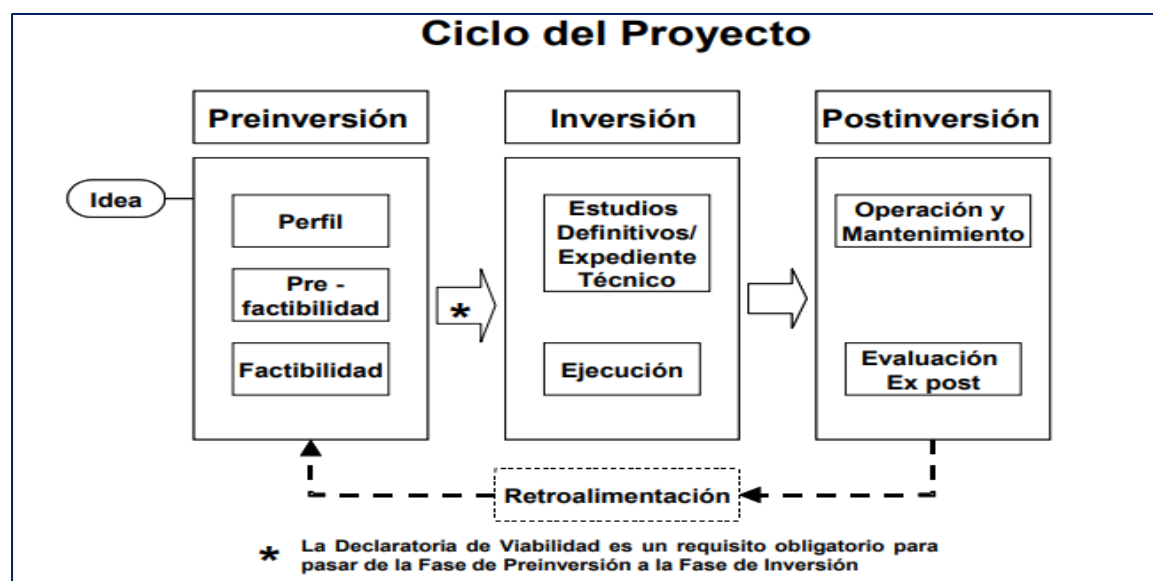 Ciclo del Proyecto
Preinversión
Inversión
Postinversión
Idea
Perfil
Pre -
factibilidad
Factibilidad
*
Estudios
Definitivos/
Expediente
Técnico
Ejecución
Operación y
Mantenimiento
Evaluación
Ex post
Retroalimentación
* La Declaratoria de Viabilidad es un requisito obligatorio para
pasar de la Fase de Preinversión a la Fase de Inversión